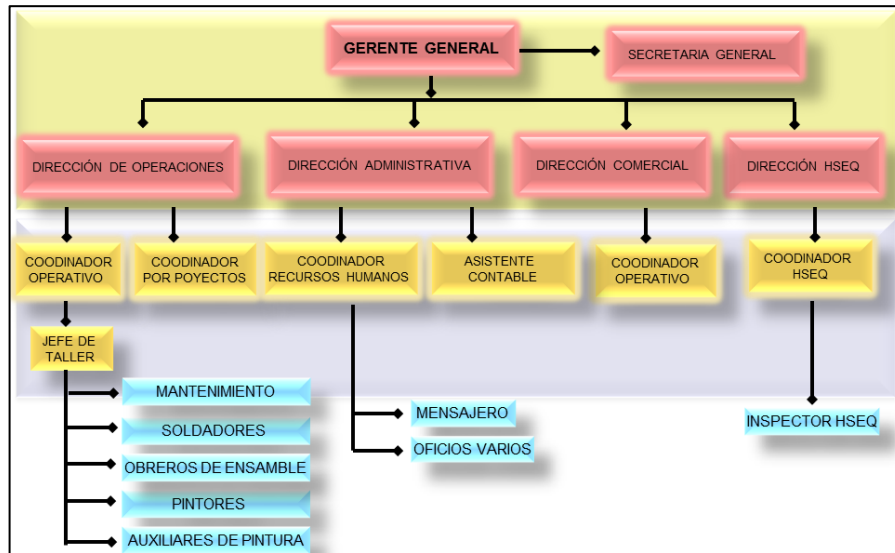 GERENTE GENERAL
SECRETARIA GENERAL
DIRECCIÓN DE OPERACIONES
DIRECCIÓN ADMINISTRATIVA
DIRECCIÓN COMERCIAL
DIRECCIÓN HSEQ
COODINADOR
OPERATIVO
COODINADOR
POR POYECTOS
COODINADOR
RECURSOS HUMANOS
ASISTENTE
CONTABLE
COODINADOR
OPERATIVO
COODINADOR
HSEQ
JEFE DE
TALLER
MANTENIMIENTO
SOLDADORES
OBREROS DE ENSAMBLE
PINTORES
AUXILIARES DE PINTURA
MENSAJERO
OFICIOS VARIOS
INSPECTOR HSEQ